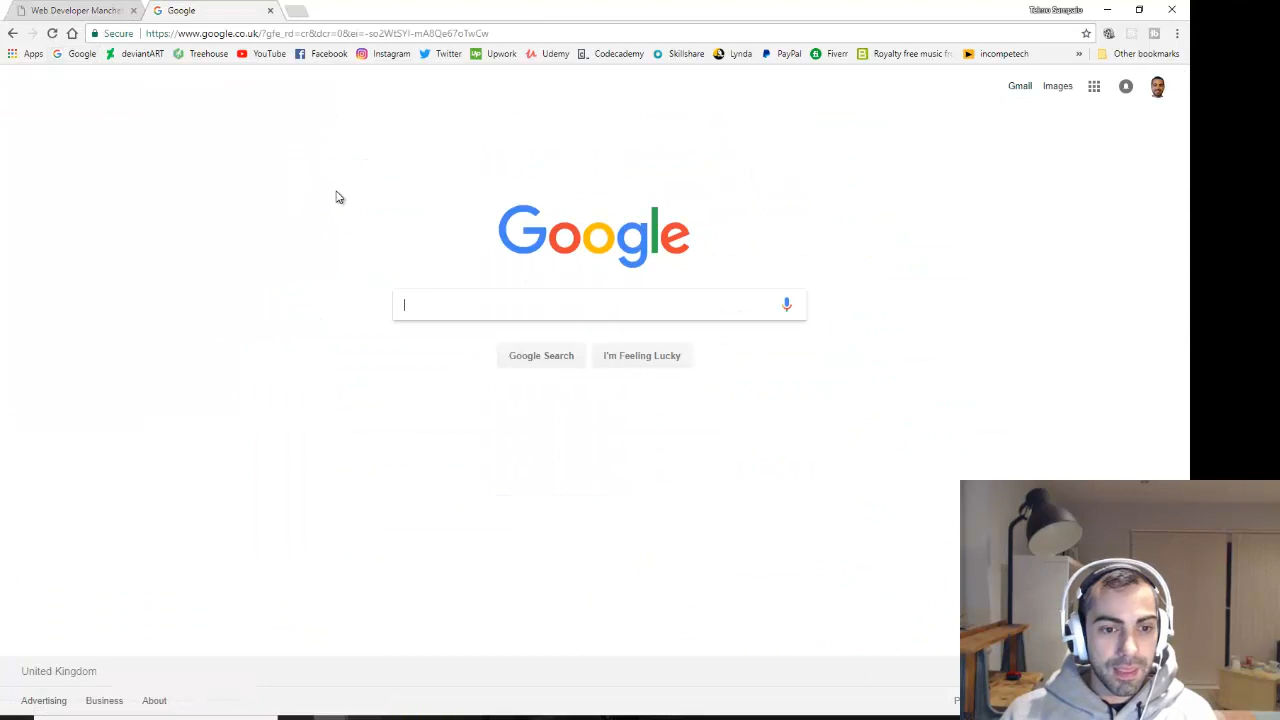 Web Developer Manche
Google
Telmo Sampaio
Secure
https://www.google.co.uk/?gfe_rd=cr&dcr=0&ei=-so2WtSYI-mA8Qe67oTwCw
Apps
Google
deviantART
Treehouse
YouTube
Facebook
Instagram
Twitter
Upwork
Udemy
Codecademy
Skillshare
Lynda
PayPal
Fiverr
Royalty free music fr
incompetech
»
Other bookmarks
Gmail
Images
Google
Google Search
I'm Feeling Lucky
United Kingdom
Advertising
Business
About